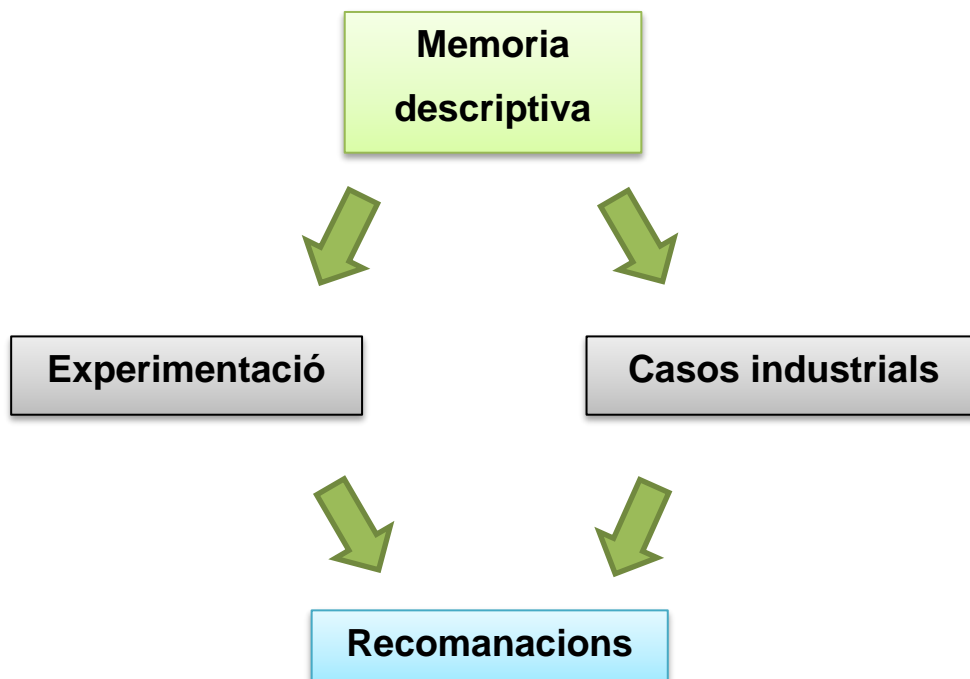 Memoria
descriptiva
Experimentació
Casos industrials
Recomanacions